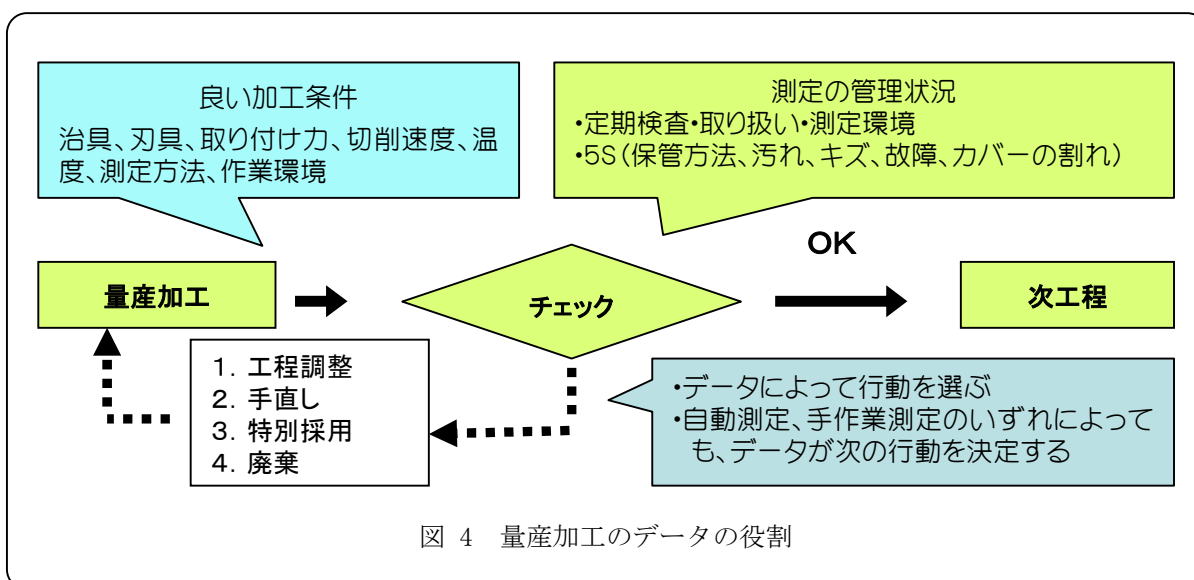 良い加工条件
治具、刃具、取り付け力、切削速度、温
度、測定方法、作業環境
測定の管理状況
・定期検査・取り扱い・測定環境
・5S(保管方法、汚れ、キズ、故障、カバーの割れ)
OK
量産加工
チェック
次工程
1. 工程調整
2. 手直し
3. 特別採用
4. 廃棄
・データによって行動を選ぶ
・自動測定、手作業測定のいずれによって
も、データが次の行動を決定する
図 4 量産加工のデータの役割